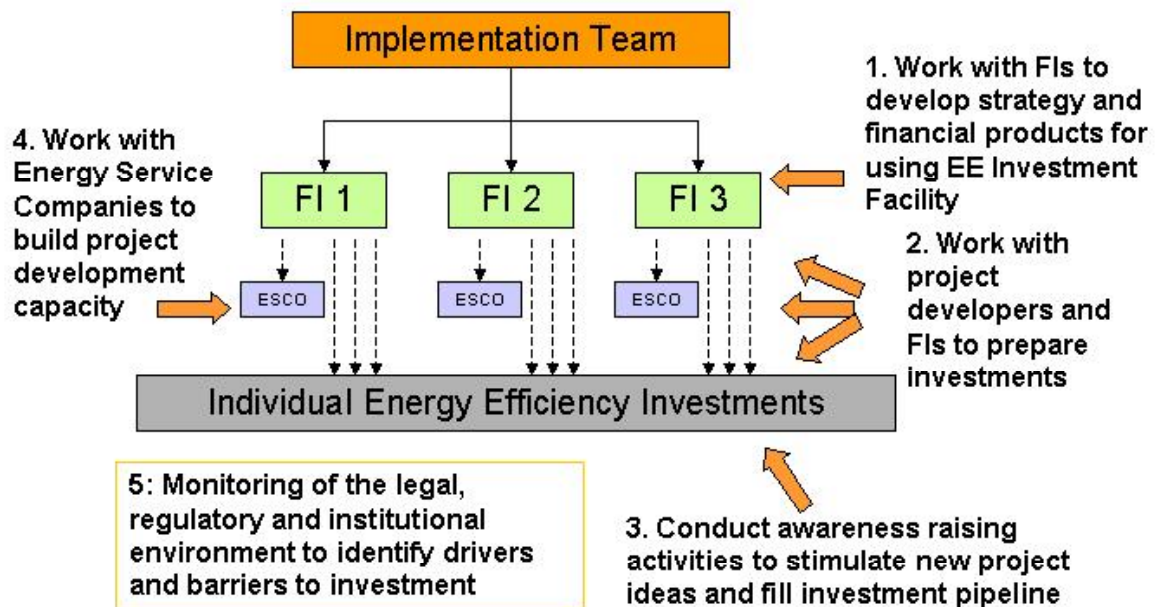 Implementation Team
1. Work with FIs to
develop strategy and
financial products for
using EE Investment
Facility
4. Work with
Energy Service
Companies to
build project
development
capacity
FI 1
FI 2
FI 3
2. Work with
project
developers and
FIs to prepare
investments
ESCO
ESCO
ESCO
Individual Energy Efficiency Investments
5: Monitoring of the legal,
regulatory and institutional
environment to identify drivers
and barriers to investment
3. Conduct awareness raising
activities to stimulate new project
ideas and fill investment pipeline